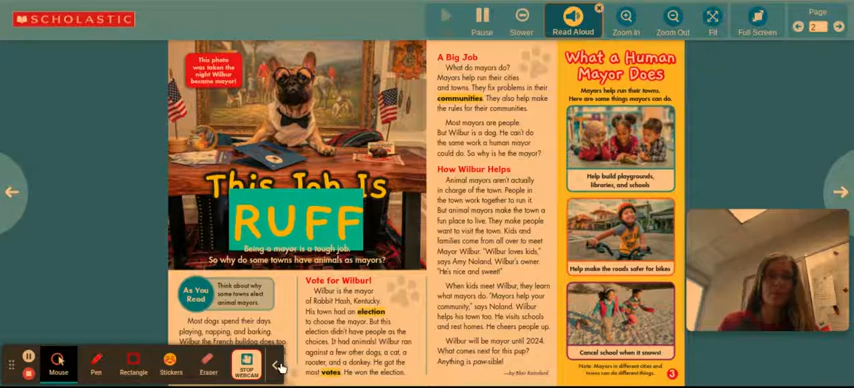 SCHOLASTIC
Pause
Slower
Read Aloud
Zoom In
Zoom Out
Fit
Full Screen
Page
2
This photo
was taken the
night Wilbur
became mayor!
This Job Is
RUFF
Being a mayor is a tough job.
So why do some towns have animals as mayors?
As You
Read
Think about why
some towns elect
animal mayors.
Most dogs spend their days
playing, napping, and barking.
Wilbur the French bulldog does too.
Vote for Wilbur!
Wilbur is the mayor
of Rabbit Hash, Kentucky.
His town had an election
to choose the mayor. But this
election didn't have people as the
choices. It had animals! Wilbur ran
against a few other dogs, a cat, a
rooster, and a donkey. He got the
most votes. He won the election.
A Big Job
What do mayors do?
Mayors help run their cities
and towns. They fix problems in their
communities. They also help make
the rules for their communities.
Most mayors are people.
But Wilbur is a dog. He can't do
the same work a human mayor
could do. So why is he the mayor?
How Wilbur Helps
Animal mayors aren't actually
in charge of the town. People in
the town work together to run it.
But animal mayors make the town a
fun place to live. They make people
want to visit the town. Kids and
families come from all over to meet
Mayor Wilbur. "Wilbur loves kids,"
says Amy Noland, Wilbur's owner.
"He's nice and sweet!"
When kids meet Wilbur, they learn
what mayors do. "Mayors help your
community," says Noland. Wilbur
helps his town too. He visits schools
and rest homes. He cheers people up.
Wilbur will be mayor until 2024.
What comes next for this pup?
Anything is paw-sible!
What a Human
Mayor Does
Mayors help run their towns.
Here are some things mayors can do.
Help build playgrounds,
libraries, and schools
Help make the roads safer for bikes
Cancel school when it snows!
Note: Mayors in different cities and
towns can do different things.
3
Mouse
Pen
Rectangle
Stickers
Eraser
STOP
WEBCAM